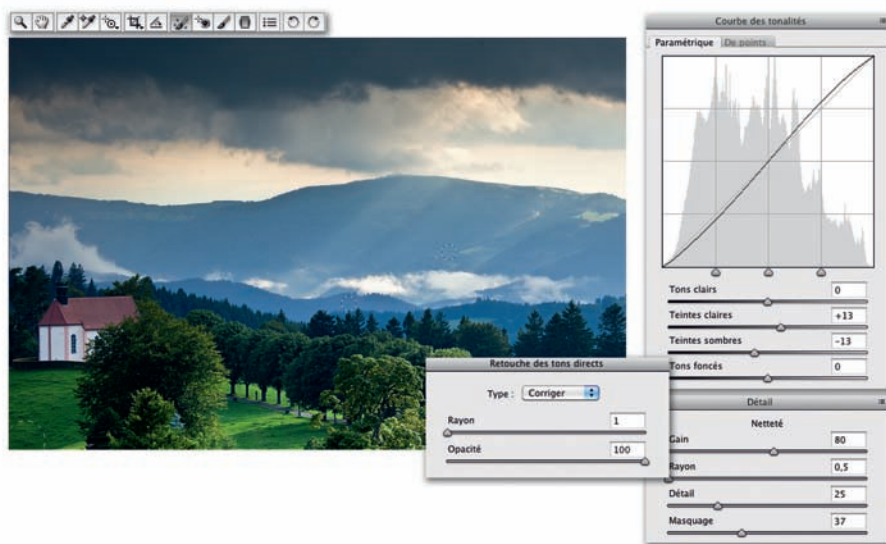 Courbe des tonalités
Paramétrique De points
Tons clairs 0
Teintes claires +13
Teintes sombres -13
Tons foncés 0
Retouche des tons directs
Type : Corriger
Rayon 1
Opacité 100
Détail
Netteté
Gain 80
Rayon 0,5
Détail 25
Masquage 37